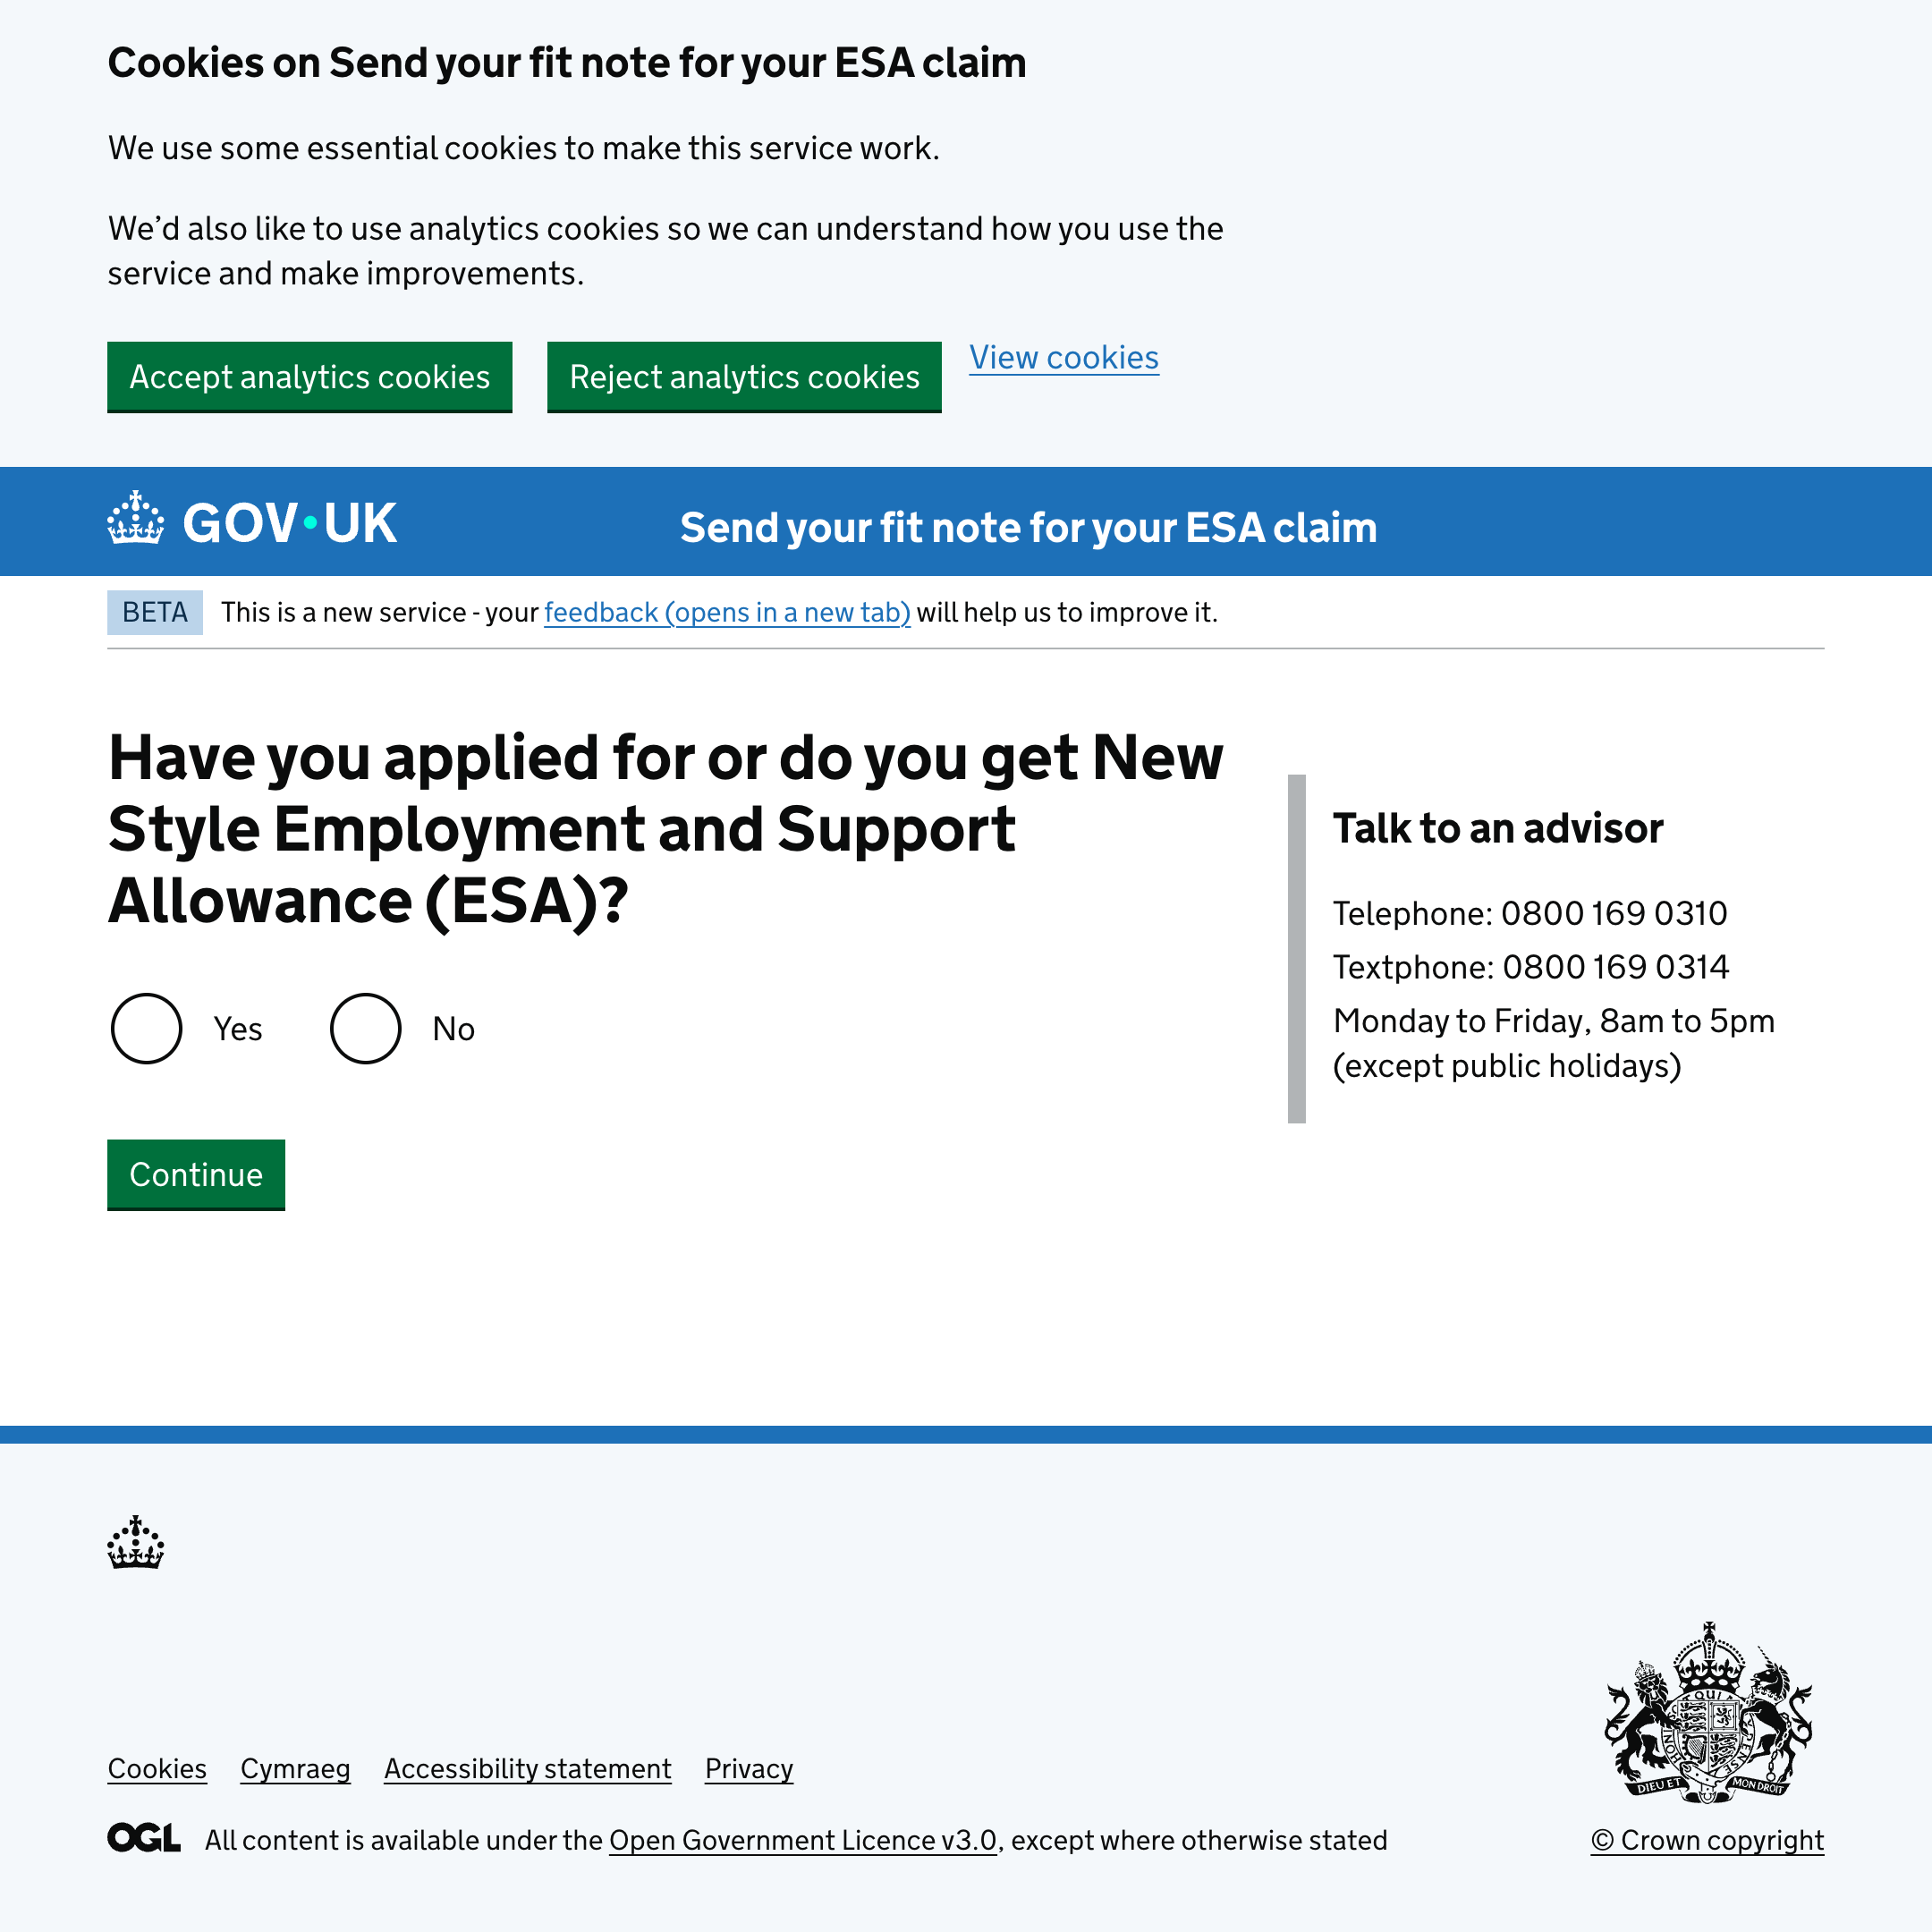 Cookies on Send your fit note for your ESA claim
We use some essential cookies to make this service work.
We’d also like to use analytics cookies so we can understand how you use the
service and make improvements.
Accept analytics cookies
Reject analytics cookies
View cookies
GOV·UK
Send your fit note for your ESA claim
BETA
This is a new service - your feedback (opens in a new tab) will help us to improve it.
Have you applied for or do you get New
Style Employment and Support
Allowance (ESA)?
Yes
No
Continue
Talk to an advisor
Telephone: 0800 169 0310
Textphone: 0800 169 0314
Monday to Friday, 8am to 5pm
(except public holidays)
Cookies
Cymraeg
Accessibility statement
Privacy
OGL
All content is available under the Open Government Licence v3.0, except where otherwise stated
DIEU ET
MON DROIT
© Crown copyright